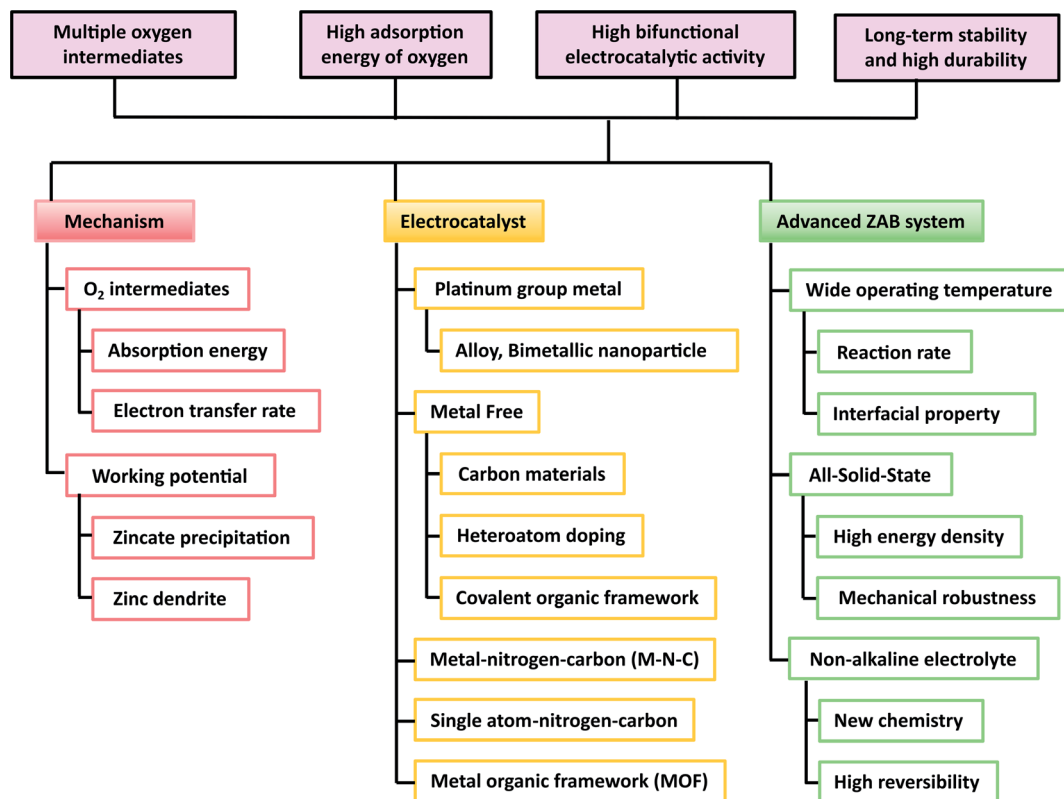 Multiple oxygen
intermediates
High adsorption
energy of oxygen
High bifunctional
electrocatalytic activity
Long-term stability
and high durability
Mechanism
O₂ intermediates
Absorption energy
Electron transfer rate
Working potential
Zincate precipitation
Zinc dendrite
Electrocatalyst
Platinum group metal
Alloy, Bimetallic nanoparticle
Metal Free
Carbon materials
Heteroatom doping
Covalent organic framework
Metal-nitrogen-carbon (M-N-C)
Single atom-nitrogen-carbon
Metal organic framework (MOF)
Advanced ZAB system
Wide operating temperature
Reaction rate
Interfacial property
All-Solid-State
High energy density
Mechanical robustness
Non-alkaline electrolyte
New chemistry
High reversibility